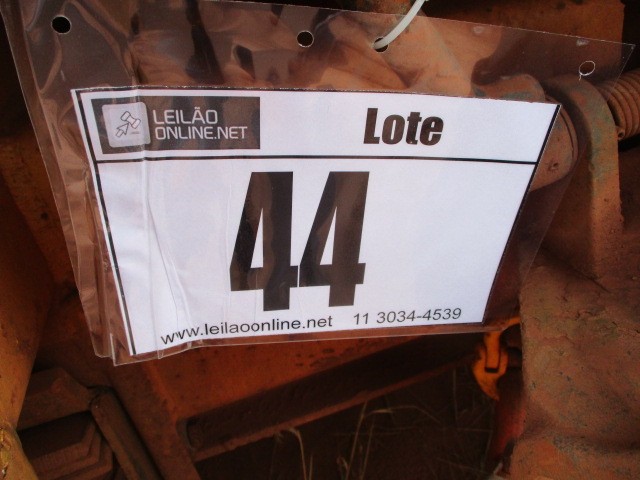 LEILÃO
ONLINE.NET
Lote
44
www.leilaoonline.net 11 3034-4539